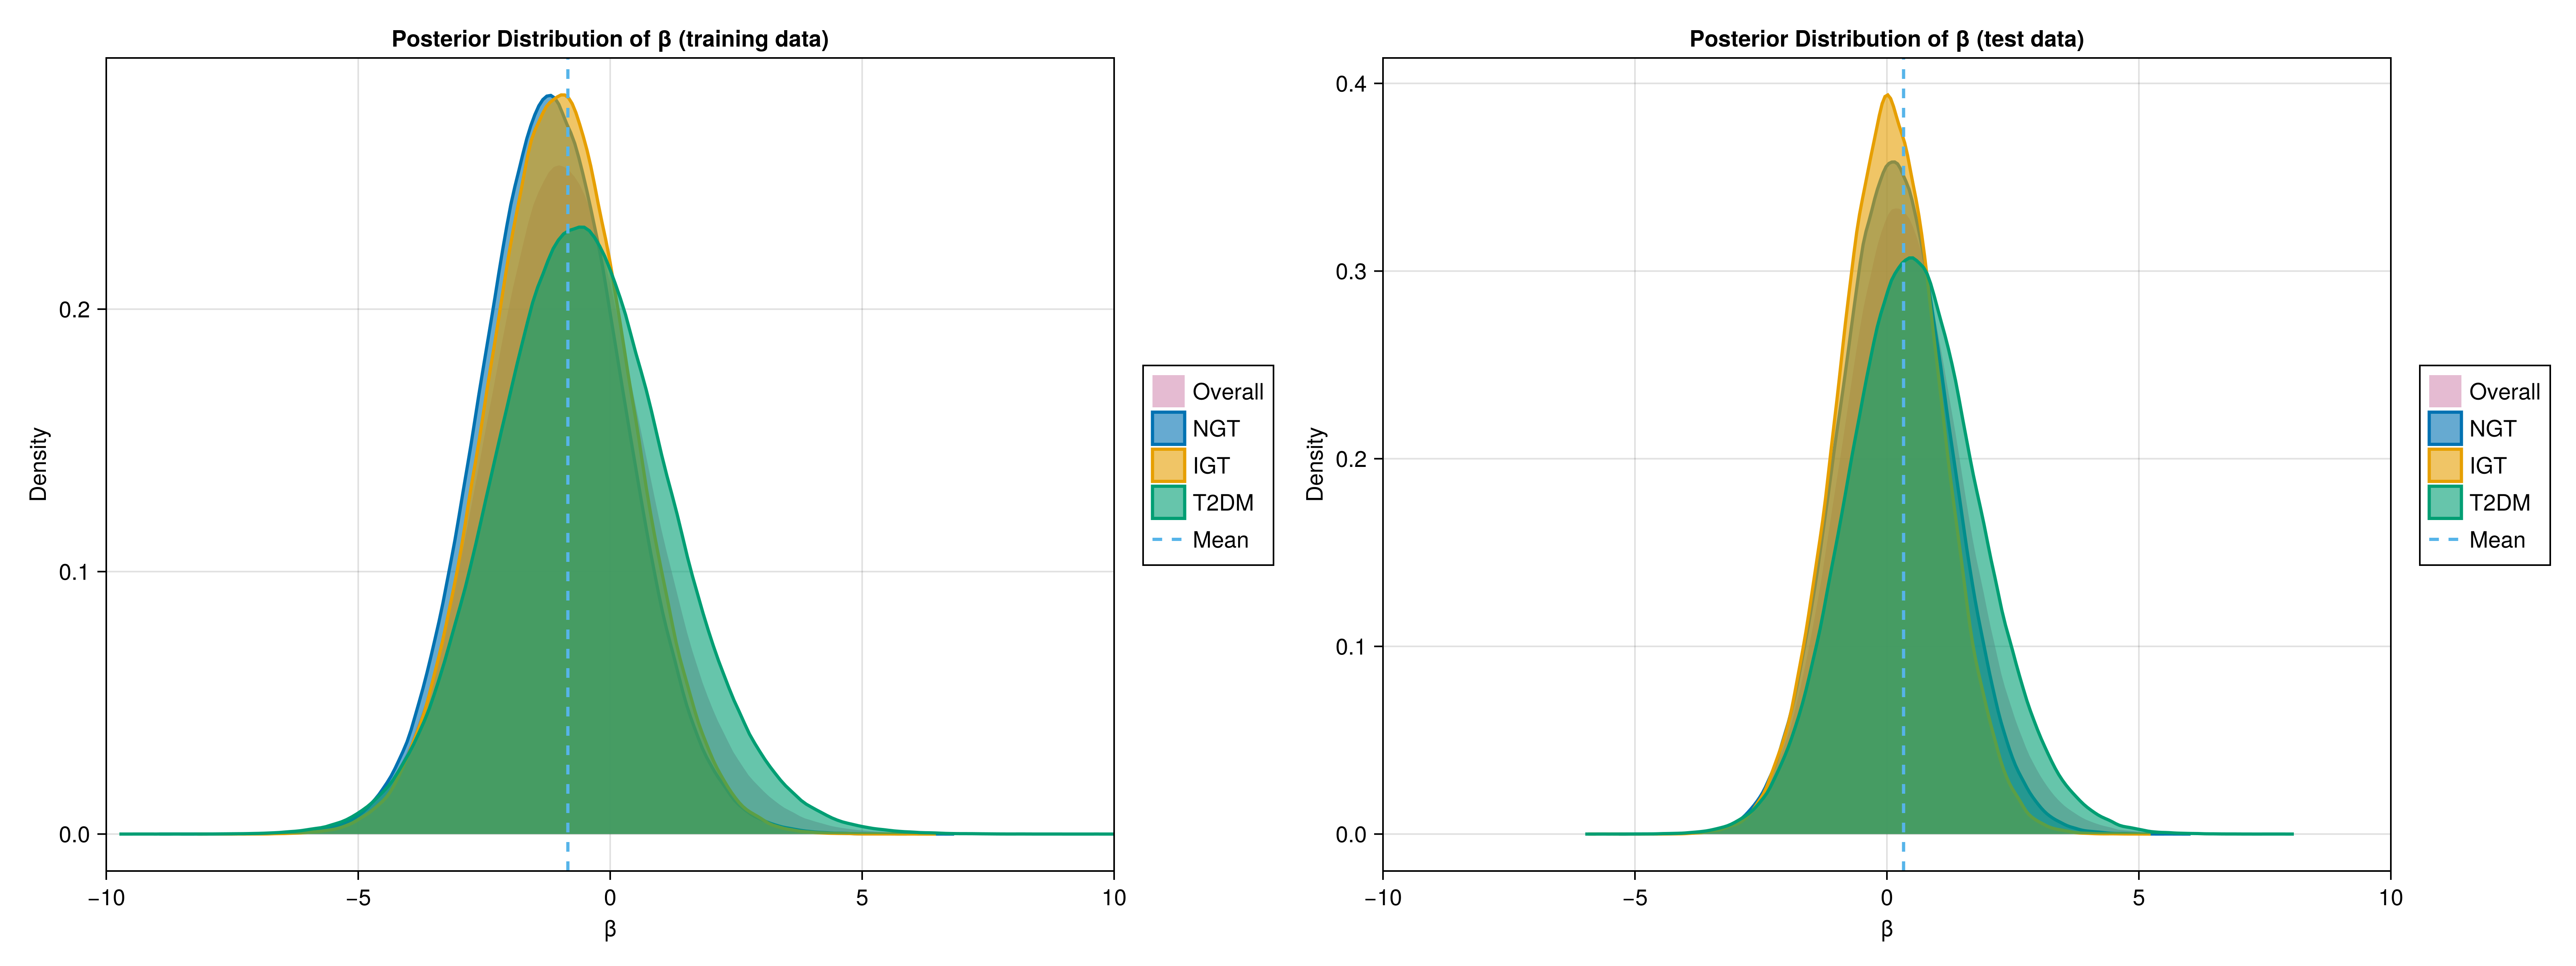 Posterior Distribution of β (training data)
Density
0.2
0.1
0.0
−10
−5
0
5
10
β
Overall
NGT
IGT
T2DM
Mean
Posterior Distribution of β (test data)
Density
0.4
0.3
0.2
0.1
0.0
−10
−5
0
5
10
β
Overall
NGT
IGT
T2DM
Mean